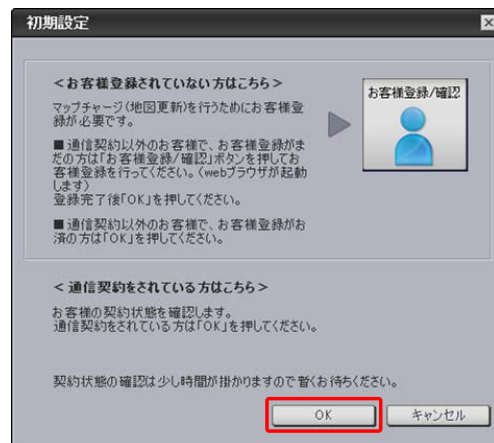 初期設定
＜お客様登録されていない方はこちら＞
マップチャージ(地図更新)を行うためにお客様登
録が必要です。
■通信契約以外のお客様で、お客様登録がま
だの方は「お客様登録/確認」ボタンを押してお
客様登録を行ってください。（webブラウザが起動
します）
登録完了後「OK」を押してください。
■通信契約以外のお客様で、お客様登録がお
済の方は「OK」を押してください。
お客様登録/確認
＜通信契約をされている方はこちら＞
お客様の契約状態を確認します。
通信契約をされている方は「OK」を押してください。
契約状態の確認は少し時間が掛かりますので暫くお待ちください。
OK
キャンセル